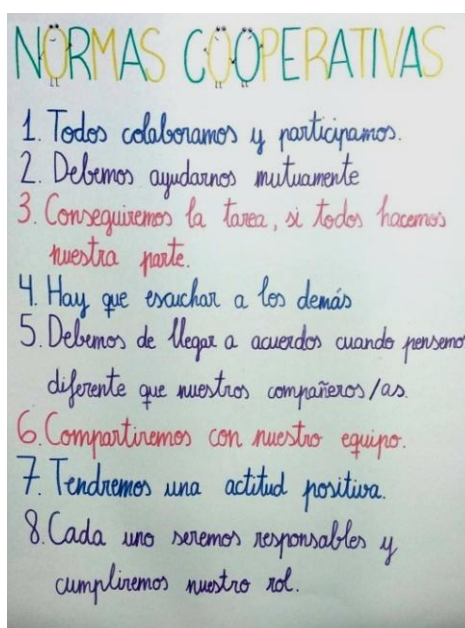 NORMAS COOPERATIVAS
1. Todos colaboramos y participamos.
2. Debemos ayudarnos mutuamente
3. Conseguiremos la tarea, si todos hacemos
nuestra parte.
4. Hay que escuchar a los demás
5. Debemos de llegar a acuerdos cuando pensemo
diferente que nuestros compañeros/as.
6. Compartiremos con nuestro equipo.
7. Tendremos una actitud positiva.
8. Cada uno seremos responsables y
cumpliremos nuestro rol.